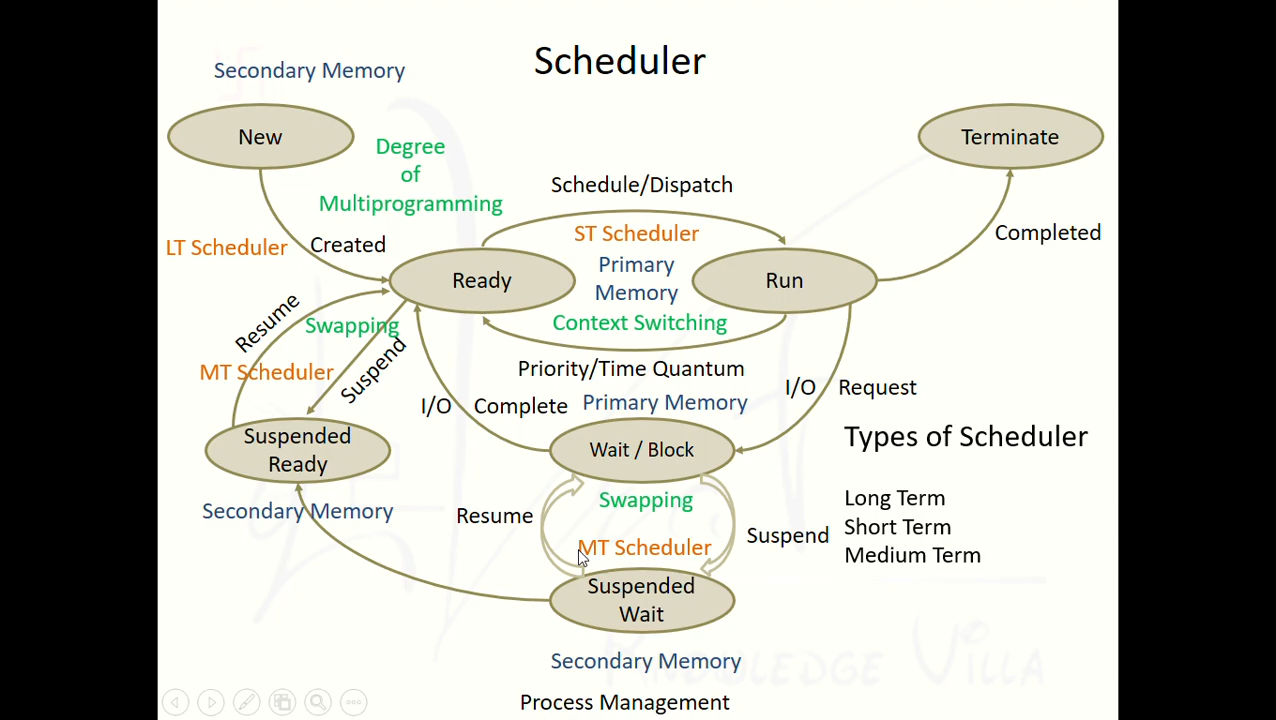 Scheduler
Secondary Memory
New
Terminate
Degree
of
Multiprogramming
Schedule/Dispatch
LT Scheduler
Created
ST Scheduler
Completed
Ready
Primary
Memory
Run
Resume
Swapping
Context Switching
MT Scheduler
Suspend
Priority/Time Quantum
I/O Complete
Primary Memory
I/O Request
Suspended
Ready
Wait / Block
Types of Scheduler
Secondary Memory
Swapping
Long Term
Resume
Short Term
MT Scheduler
Suspend
Medium Term
Suspended
Wait
Secondary Memory
Knowledge Villa
Process Management